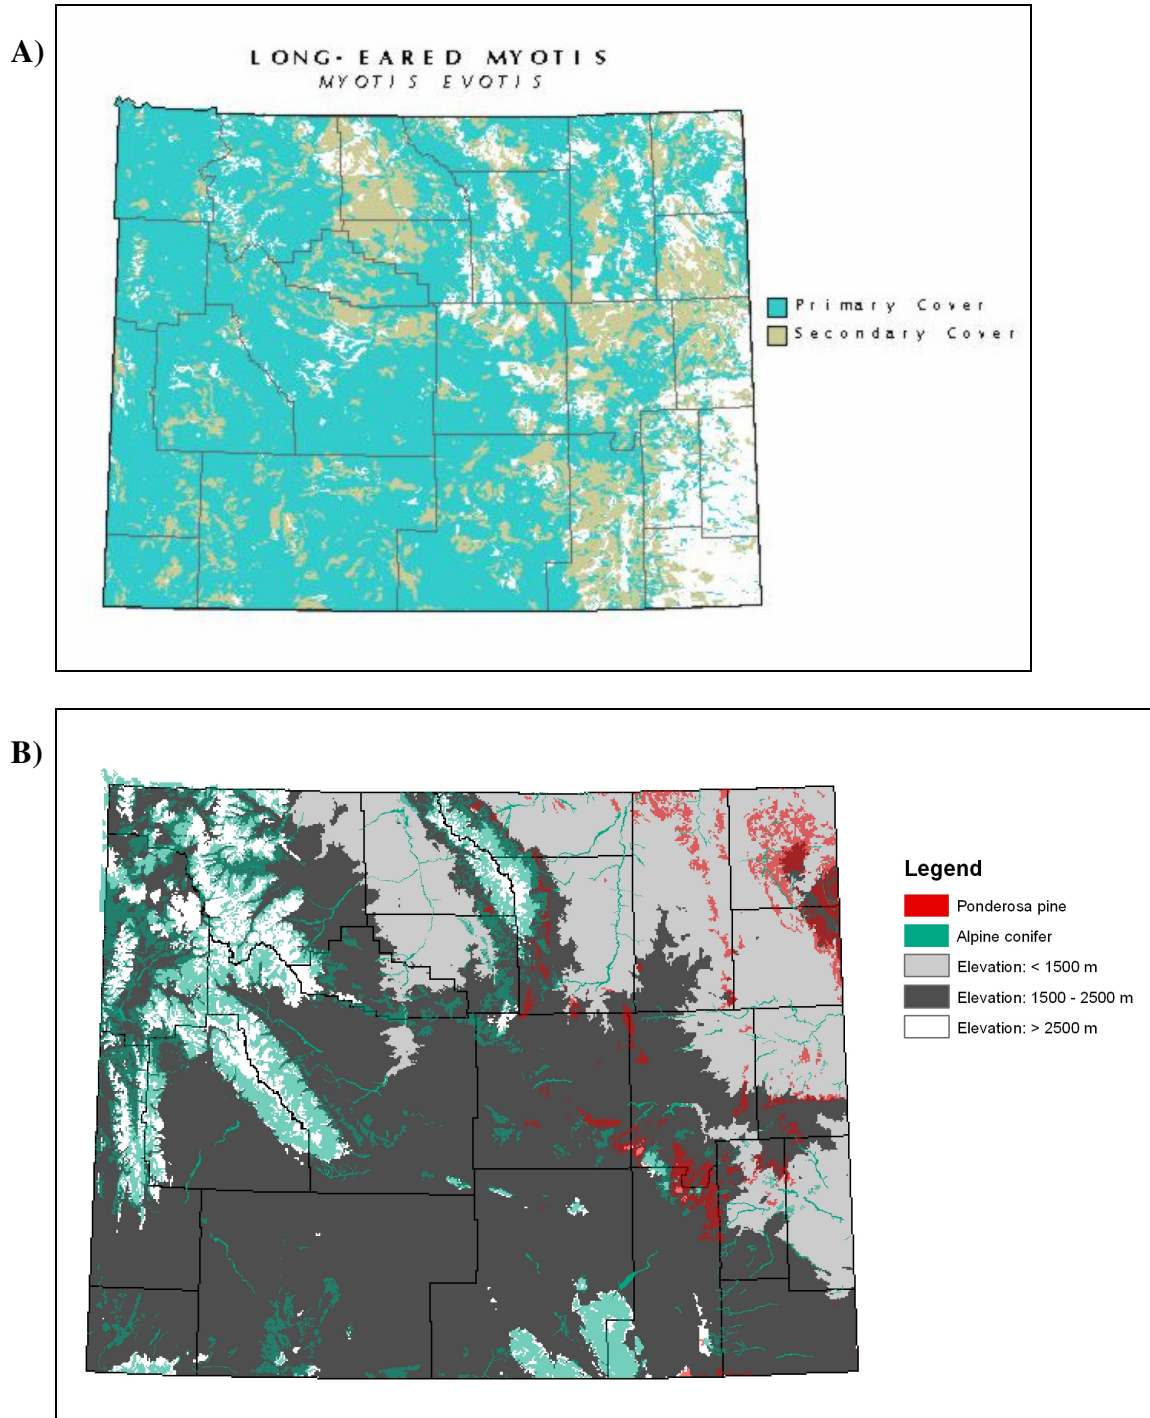 A)
LONG- EARED MYOTIS
MYOTIS EVOTIS
Primary Cover
Secondary Cover
B)
Legend
Ponderosa pine
Alpine conifer
Elevation: < 1500 m
Elevation: 1500 - 2500 m
Elevation: > 2500 m